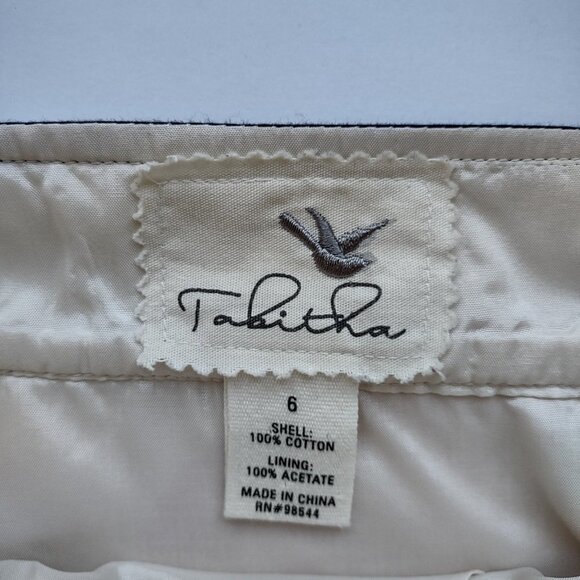 Tabitha
6
SHELL:
100% COTTON
LINING:
100% ACETATE
MADE IN CHINA
RN#98544